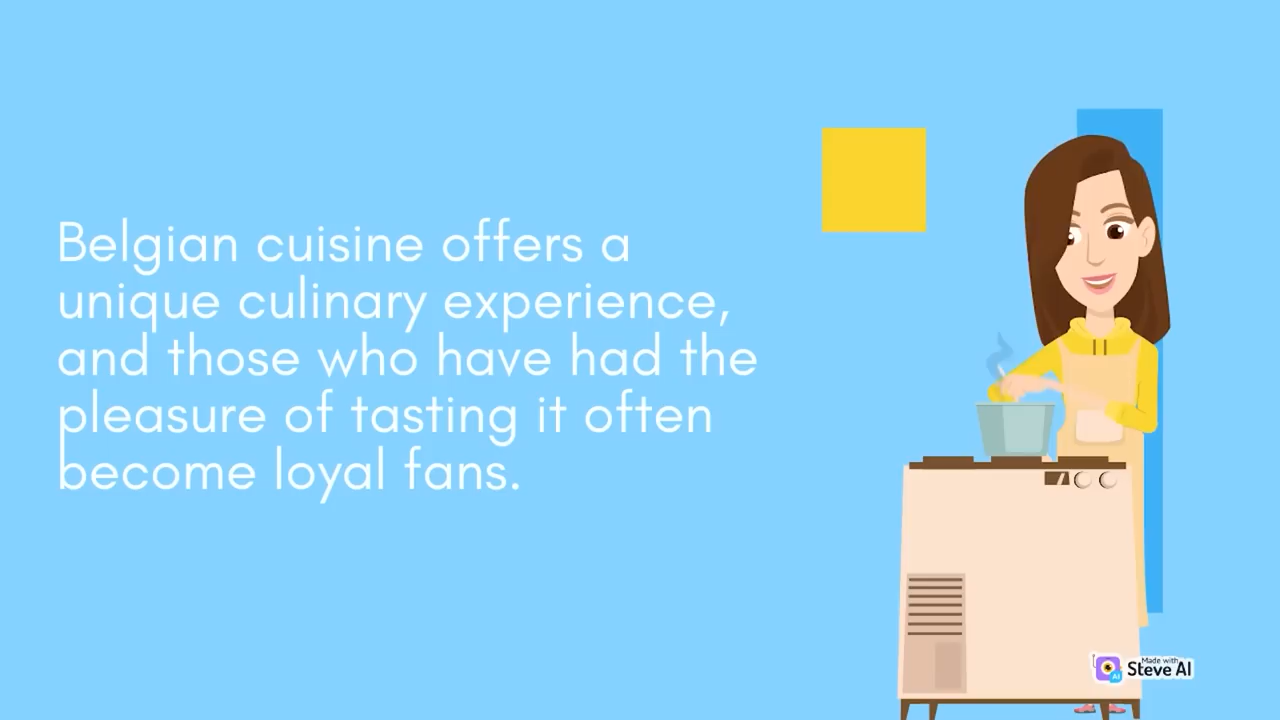 Belgian cuisine offers a
unique culinary experience,
and those who have had the
pleasure of tasting it often
become loyal fans.
Made with
Steve AI
AI